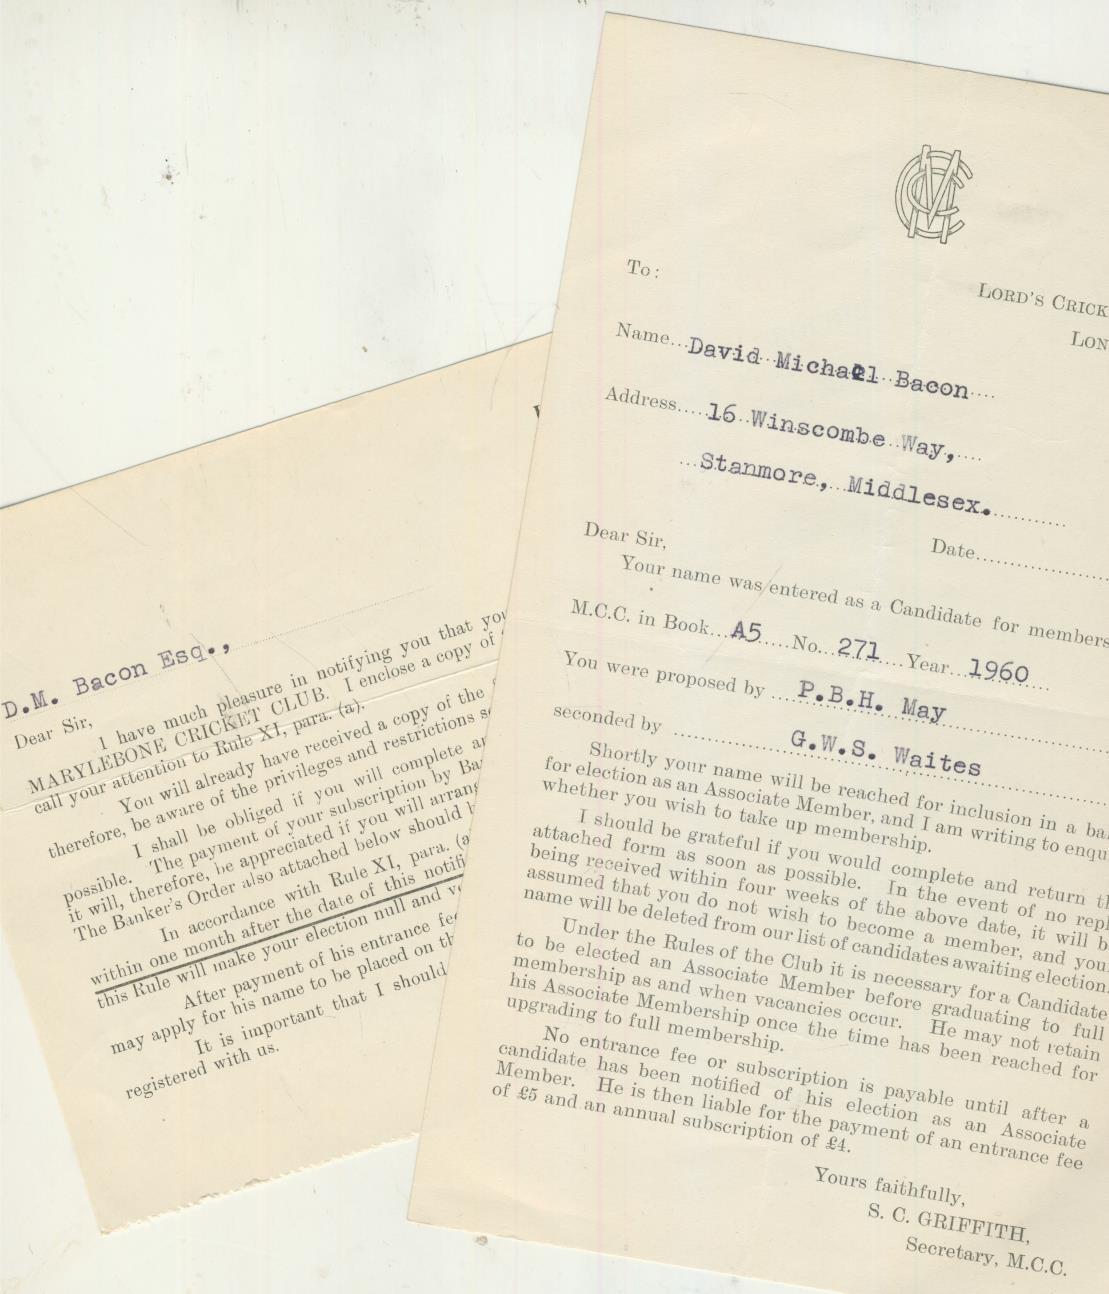 MCC
To:
LORD'S CRICK
LON
Name...David Michael Bacon....
Address.....16 Winscombe Way,....
...Stanmore, Middlesex...........
Date....................
Dear Sir,
Your name was entered as a Candidate for members
M.C.C. in Book...A5.....No...271....Year...1960...
You were proposed by ...P.B.H. May
seconded by ....................G.W.S. Waites
Shortly your name will be reached for inclusion in a ba
for election as an Associate Member, and I am writing to enqu
whether you wish to take up membership.
I should be grateful if you would complete and return th
attached form as soon as possible. In the event of no repl
being received within four weeks of the above date, it will b
assumed that you do not wish to become a member, and you
name will be deleted from our list of candidates awaiting election.
Under the Rules of the Club it is necessary for a Candidate
to be elected an Associate Member before graduating to full
membership as and when vacancies occur. He may not retain
his Associate Membership once the time has been reached for
upgrading to full membership.
No entrance fee or subscription is payable until after a
candidate has been notified of his election as an Associate
Member. He is then liable for the payment of an entrance fee
of £5 and an annual subscription of £4.
Yours faithfully,
S. C. GRIFFITH,
Secretary, M.C.C.
D.M. Bacon Esq.,
Dear Sir,
I have much pleasure in notifying you that you
MARYLEBONE CRICKET CLUB. I enclose a copy of
call your attention to Rule XI, para. (a).
You will already have received a copy of the
therefore, be aware of the privileges and restrictions s
I shall be obliged if you will complete a
possible. The payment of your subscription by Ba
it will, therefore, be appreciated if you will arrang
The Banker's Order also attached below should
In accordance with Rule XI, para. (a
within one month after the date of this notifi
this Rule will make your election null and v
After payment of his entrance fe
may apply for his name to be placed on th
It is important that I should
registered with us.